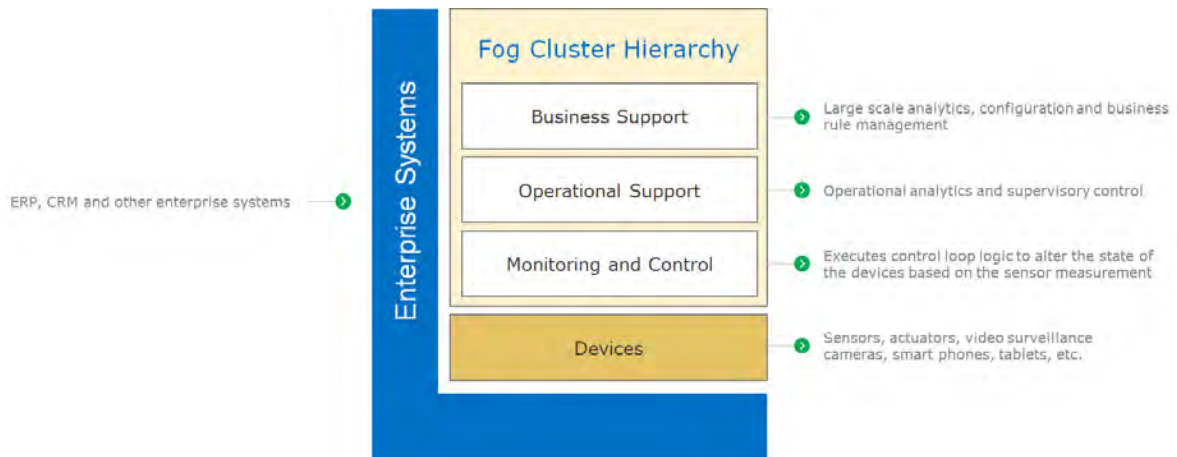 Fog Cluster Hierarchy
Business Support
Large scale analytics, configuration and business
rule management
Enterprise Systems
Operational Support
Operational analytics and supervisory control
ERP, CRM and other enterprise systems
Monitoring and Control
Executes control loop logic to alter the state of
the devices based on the sensor measurement
Devices
Sensors, actuators, video surveillance
cameras, smart phones, tablets, etc.